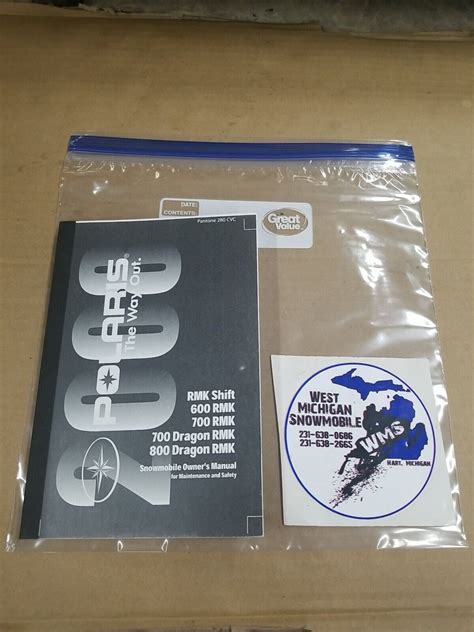 DATE:
CONTENTS:
Great
Value
Pantone 280 CVC
POLARIS®
The Way Out.
RMK Shift
600 RMK
700 RMK
700 Dragon RMK
800 Dragon RMK
Snowmobile Owner's Manual
for Maintenance and Safety
WEST
MICHIGAN
SNOWMOBILE
231-638-0686
231-638-2665
WMS
HART, MICHIGAN